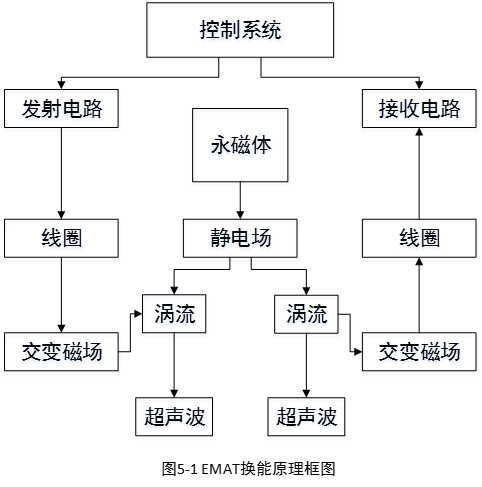 控制系统
发射电路
接收电路
永磁体
线圈
静电场
线圈
涡流
涡流
交变磁场
交变磁场
超声波
超声波
图5-1 EMAT换能原理框图